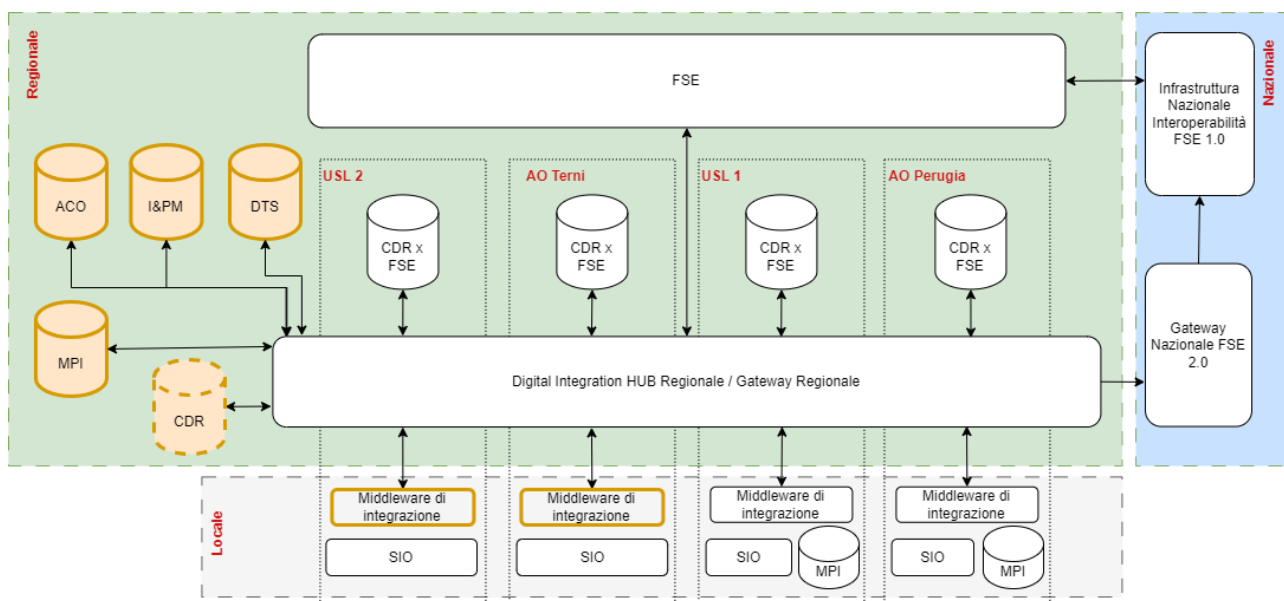 Regionale
Nazionale
FSE
Infrastruttura
Nazionale
Interoperabilità
FSE 1.0
ACO
I&PM
DTS
USL 2
AO Terni
USL 1
AO Perugia
CDR x
FSE
CDR x
FSE
CDR x
FSE
CDR x
FSE
MPI
CDR
Digital Integration HUB Regionale / Gateway Regionale
Gateway
Nazionale FSE
2.0
Locale
Middleware di
integrazione
Middleware di
integrazione
Middleware di
integrazione
Middleware di
integrazione
SIO
SIO
SIO
MPI
SIO
MPI